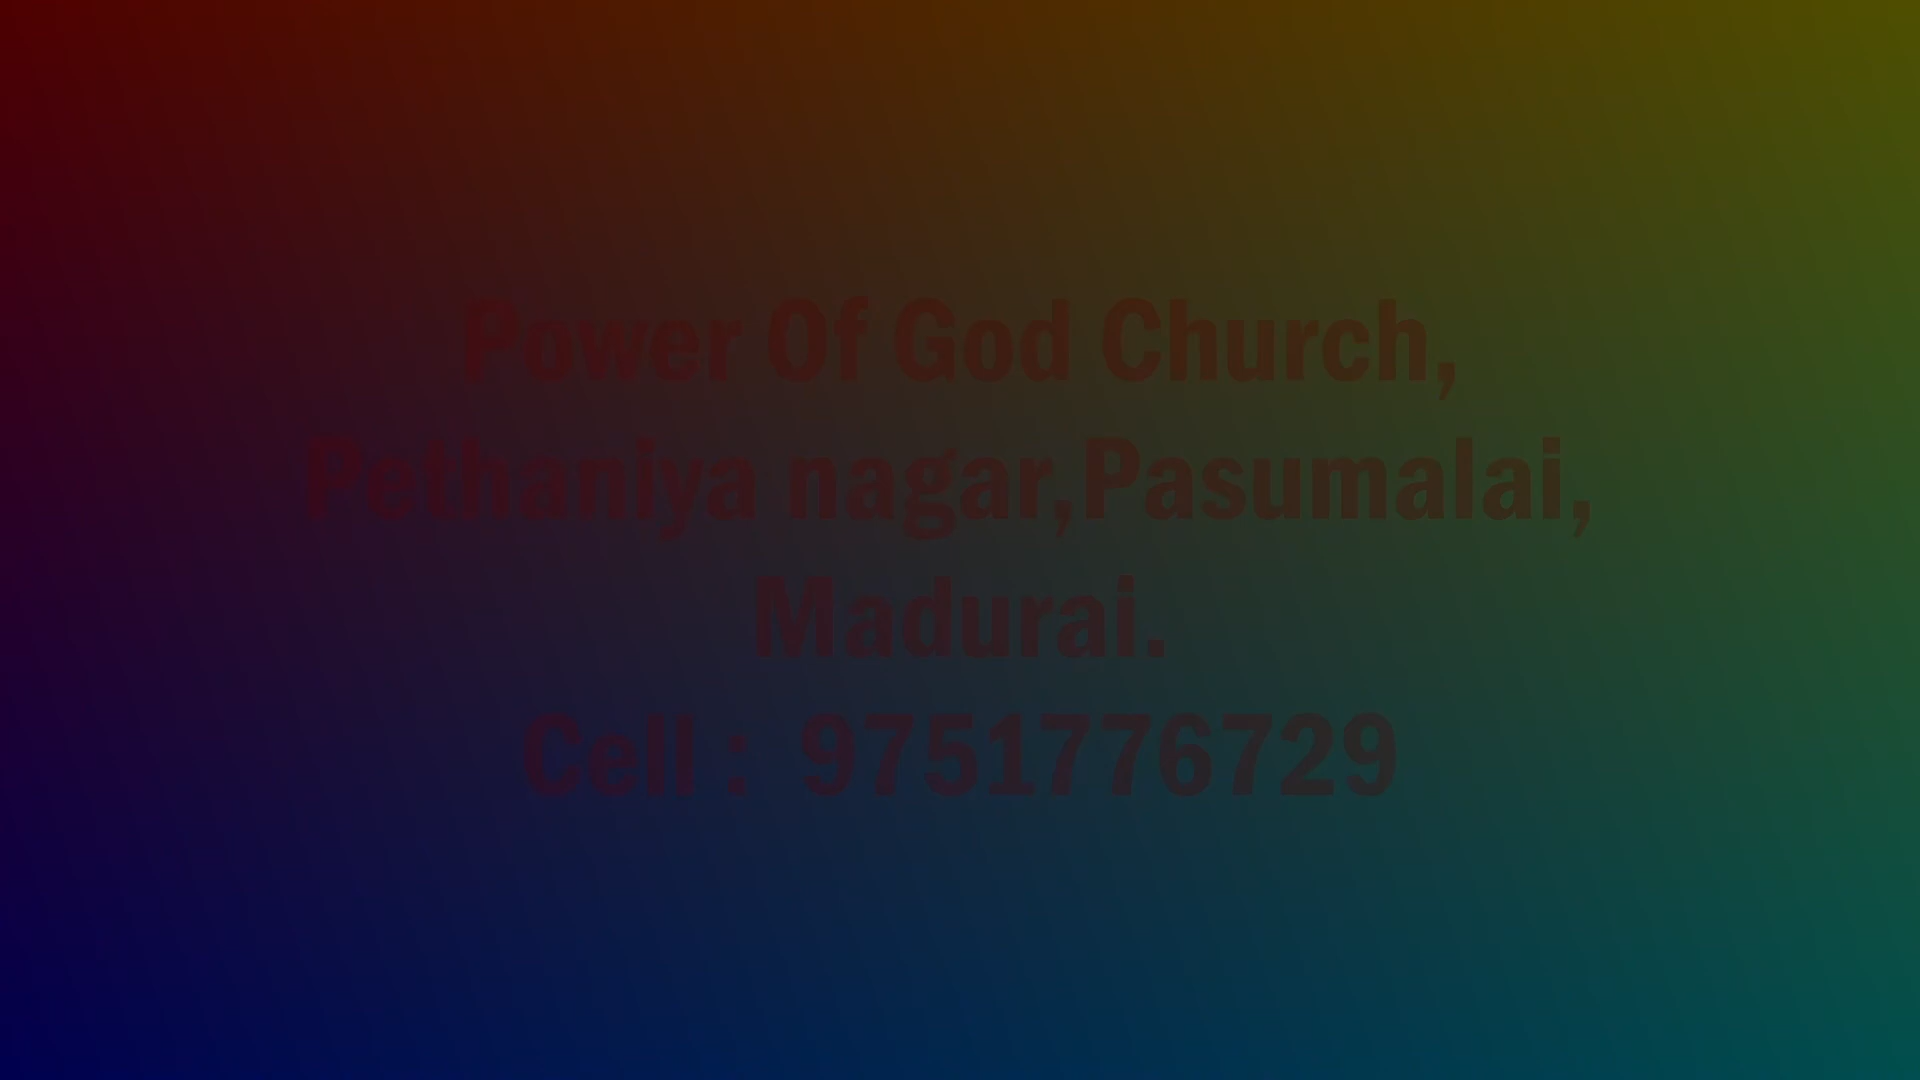 Power Of God Church,
Pethaniya nagar,Pasumalai,
Madurai.
Cell : 9751776729